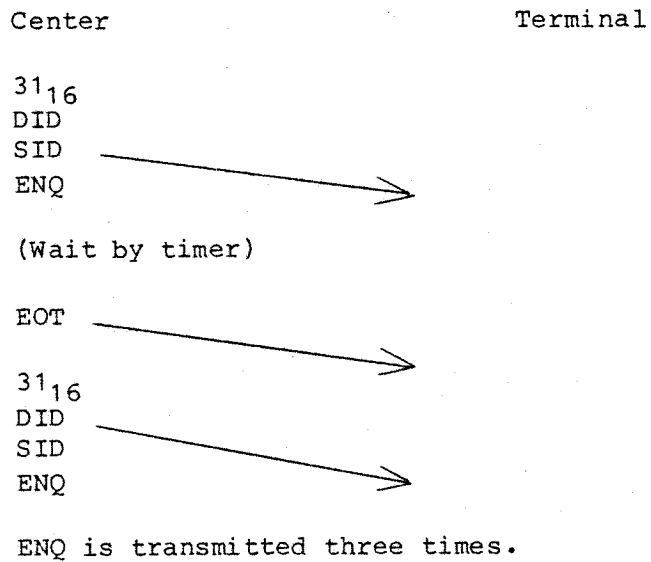 Center Terminal
31₁₆
DID
SID
ENQ
(Wait by timer)
EOT
31₁₆
DID
SID
ENQ
ENQ is transmitted three times.